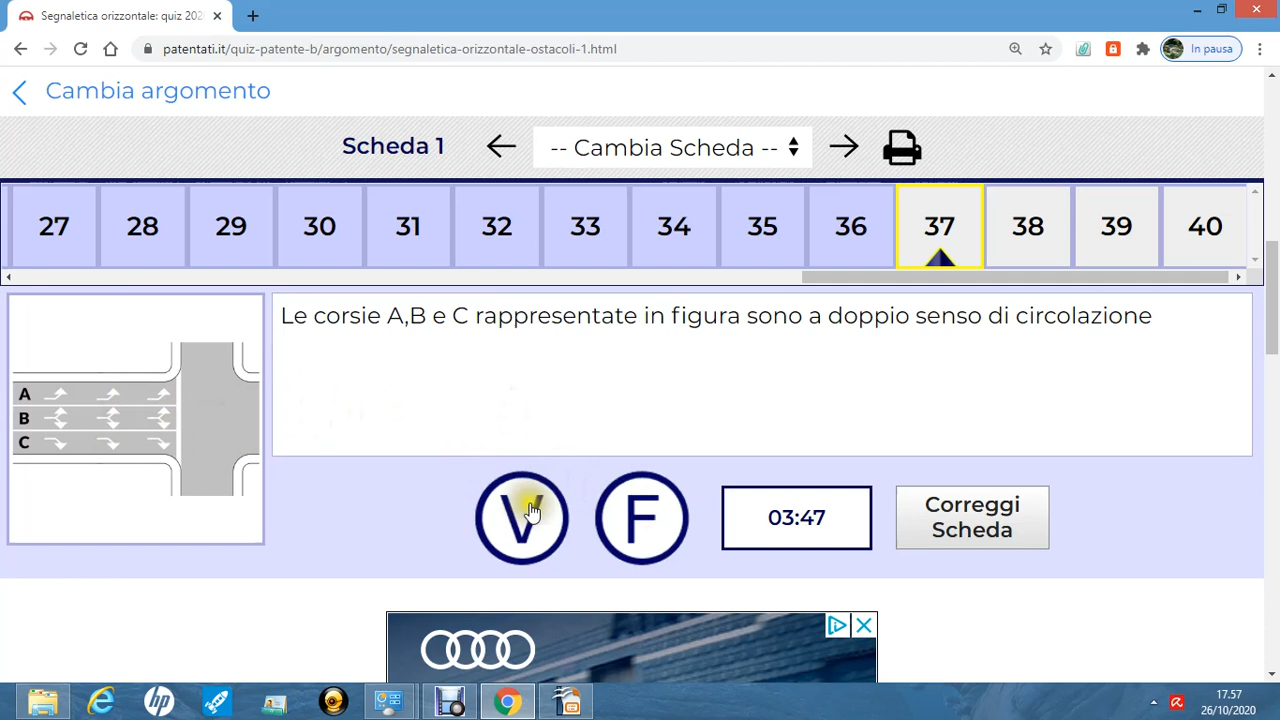 Segnaletica orizzontale: quiz 202
patentati.it/quiz-patente-b/argomento/segnaletica-orizzontale-ostacoli-1.html
In pausa
Cambia argomento
Scheda 1
-- Cambia Scheda --
27 28 29 30 31 32 33 34 35 36 37 38 39 40
Le corsie A,B e C rappresentate in figura sono a doppio senso di circolazione
A
B
C
V
F
03:47
Correggi
Scheda
17.57
26/10/2020